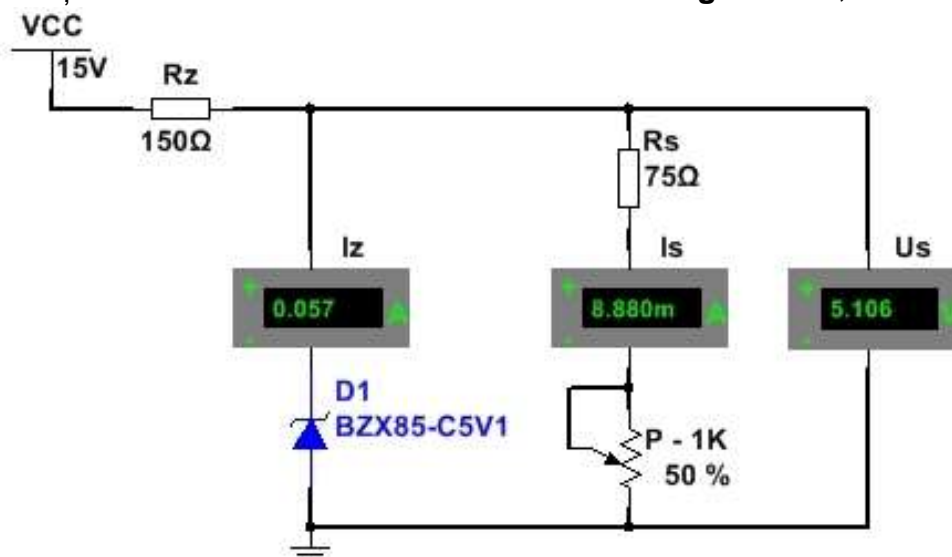 VCC
15V
Rz
150Ω
Rs
75Ω
Iz
Is
Us
0.057
A
8.880m
A
5.106
D1
BZX85-C5V1
P - 1K
50 %